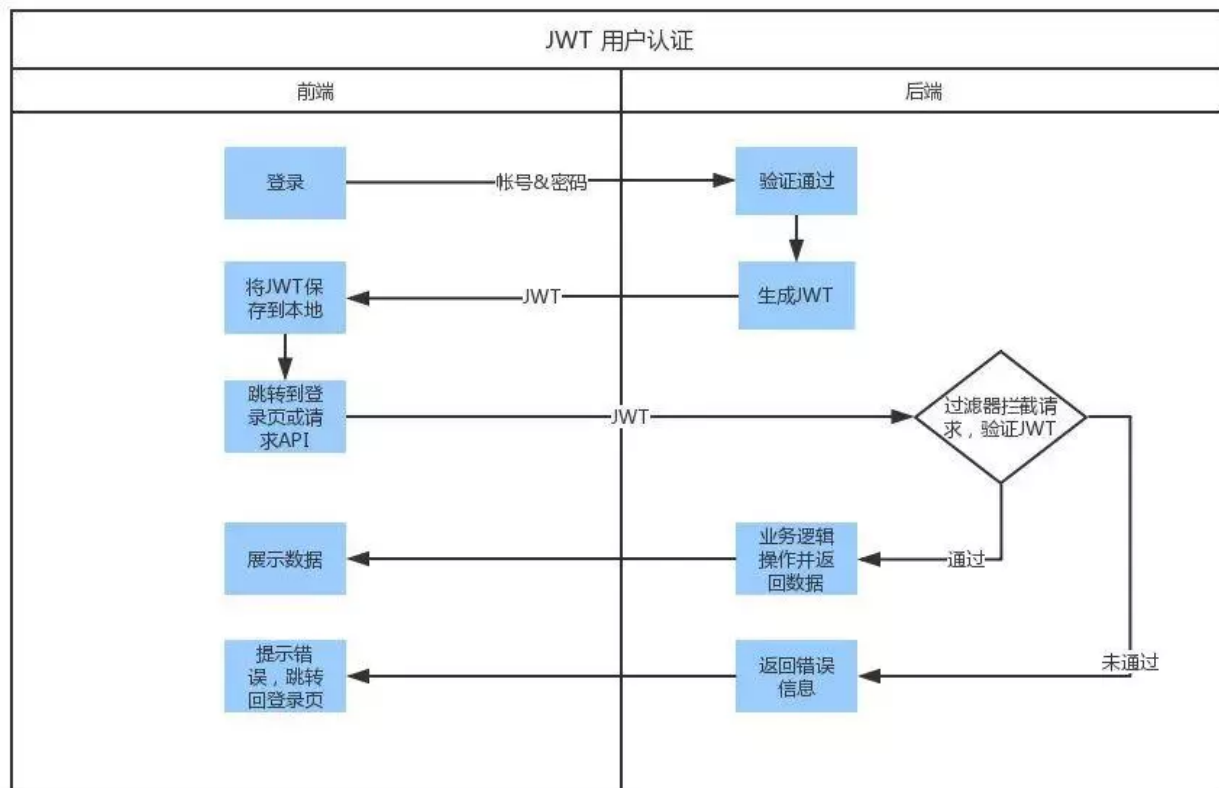 JWT 用户认证
前端
后端
登录
帐号&密码
验证通过
将JWT保
存到本地
JWT
生成JWT
跳转到登
录页或请
求API
JWT
过滤器拦截请
求，验证JWT
展示数据
业务逻辑
操作并返
回数据
通过
提示错
误，跳转
回登录页
返回错误
信息
未通过